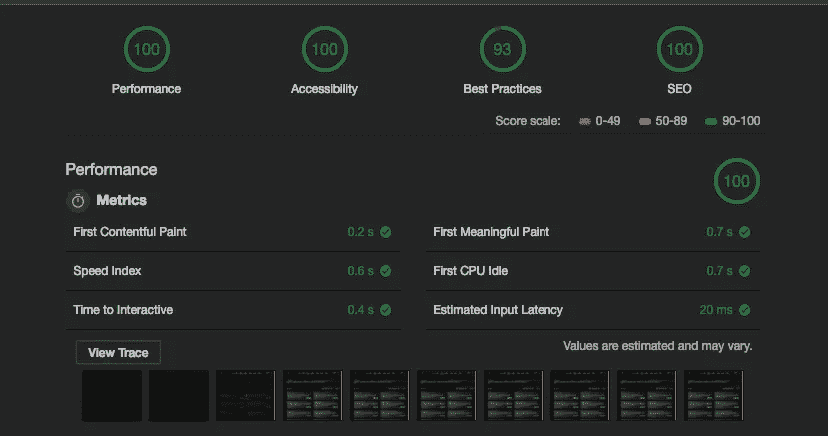 100 100 93 100
Performance Accessibility Best Practices SEO
Score scale: 0-49 50-89 90-100
Performance
100
Metrics
First Contentful Paint 0.2 s First Meaningful Paint 0.7 s
Speed Index 0.6 s First CPU Idle 0.7 s
Time to Interactive 0.4 s Estimated Input Latency 20 ms
View Trace Values are estimated and may vary.